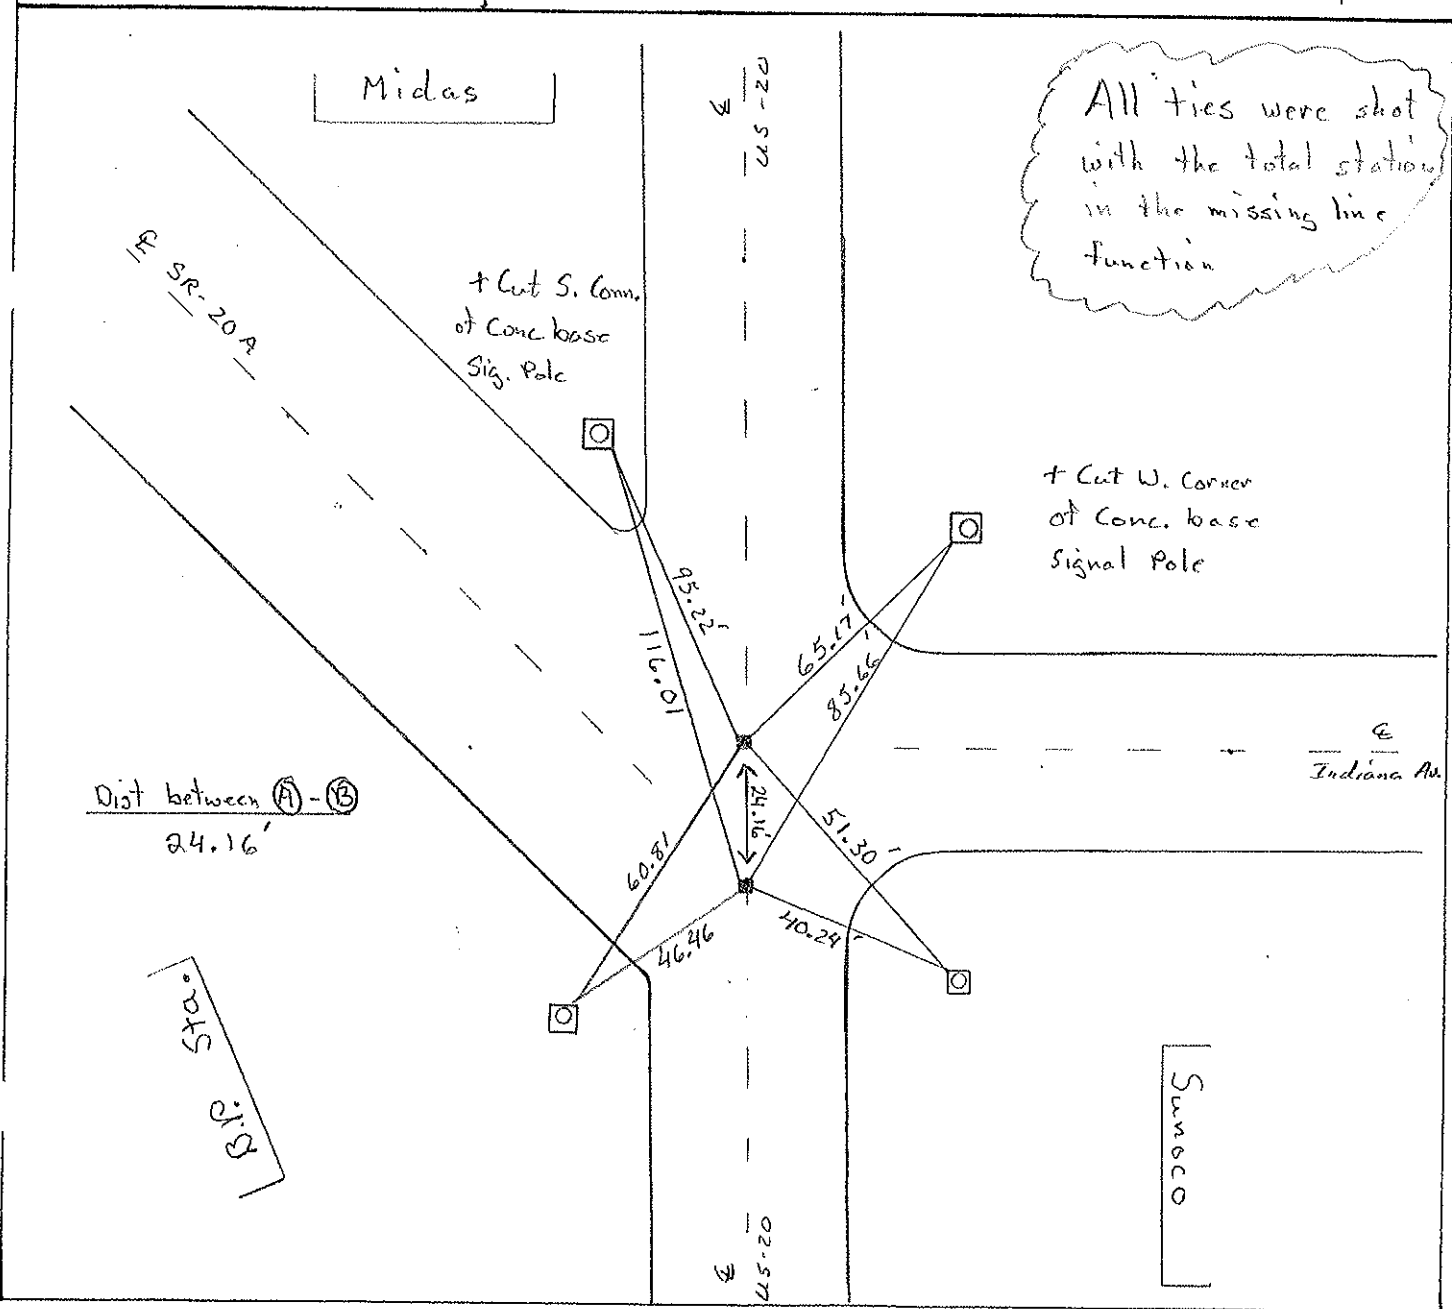 Midas
℄
US-20
All ties were shot
with the total station
in the missing line
function
℄ SR-20A
+ Cut S. Conn.
of Conc. base
Sig. Pole
+ Cut W. Corner
of Conc. base
Signal Pole
95.22'
116.01
65.17'
85.66'
℄
Indiana Av.
24.16'
51.30'
60.81
46.46
40.24'
Dist between Ⓐ-Ⓑ
24.16'
B.P. Sta.
Sunoco
℄
US-20